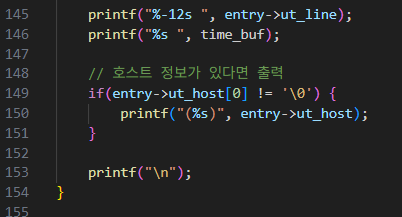 145 printf("%-12s ", entry->ut_line);
146 printf("%s ", time_buf);
147
148 // 호스트 정보가 있다면 출력
149 if(entry->ut_host[0] != '\0') {
150 printf("(%s)", entry->ut_host);
151 }
152
153 printf("\n");
154 }
155